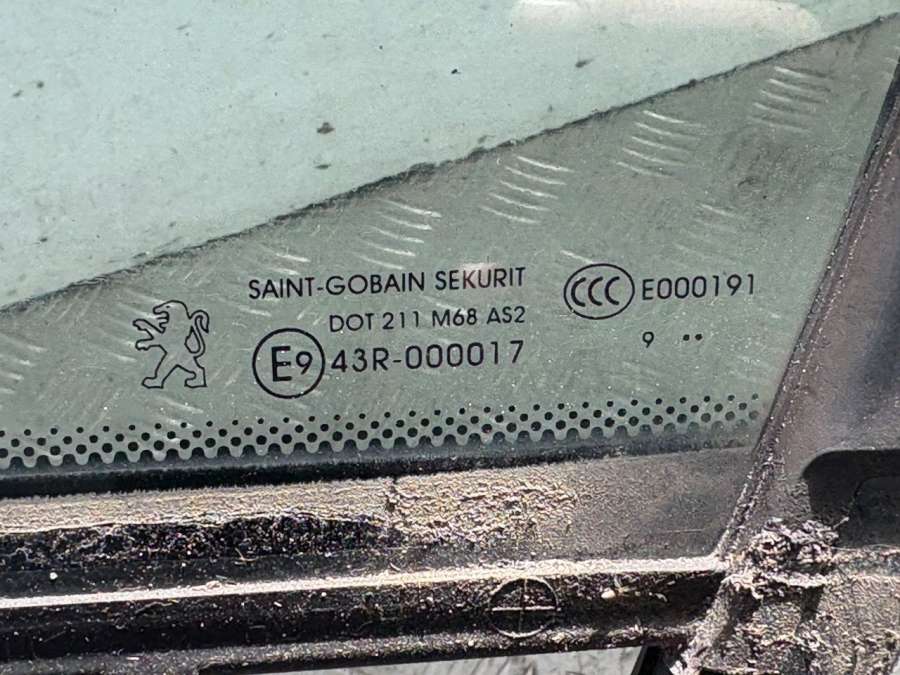 SAINT-GOBAIN SEKURIT
DOT 211 M68 AS2
E9 43R-000017
CCC E000191
9 ••